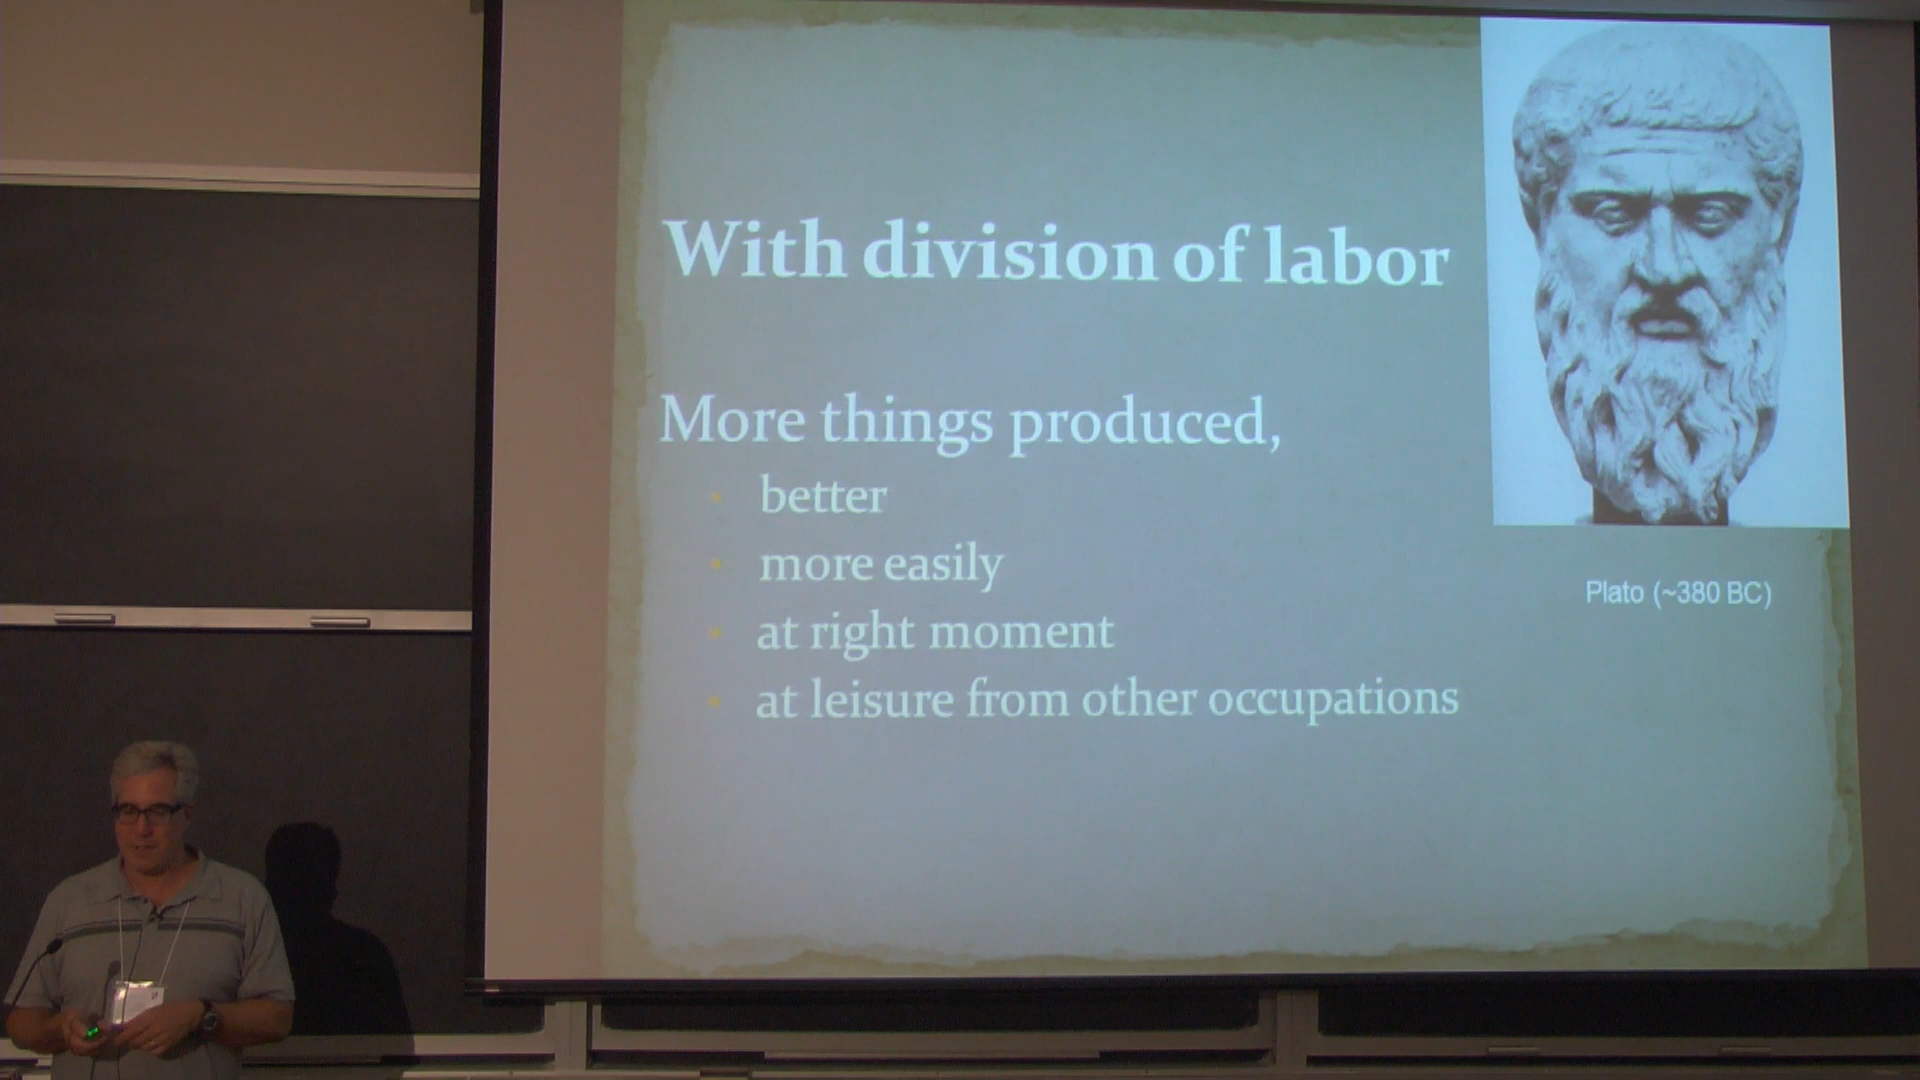 With division of labor
More things produced,
better
more easily
at right moment
at leisure from other occupations
Plato (~380 BC)